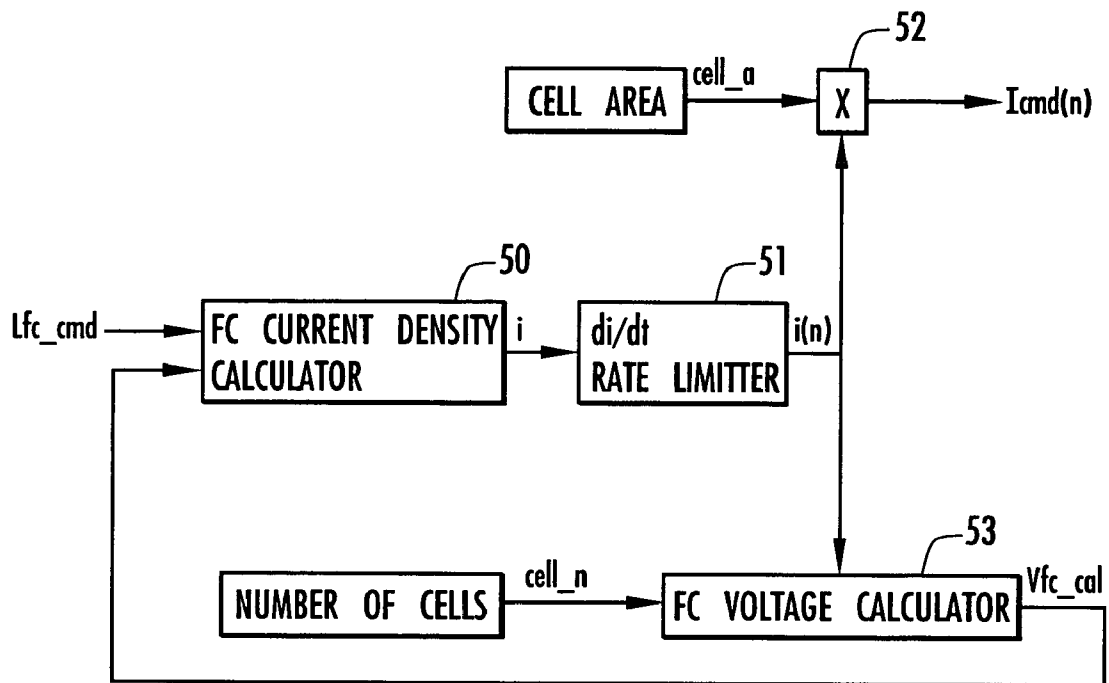 52
cell_a
CELL AREA
X
Icmd(n)
50
51
Lfc_cmd
FC CURRENT DENSITY
CALCULATOR
i
di/dt
RATE LIMITTER
i(n)
53
cell_n
Vfc_cal
NUMBER OF CELLS
FC VOLTAGE CALCULATOR